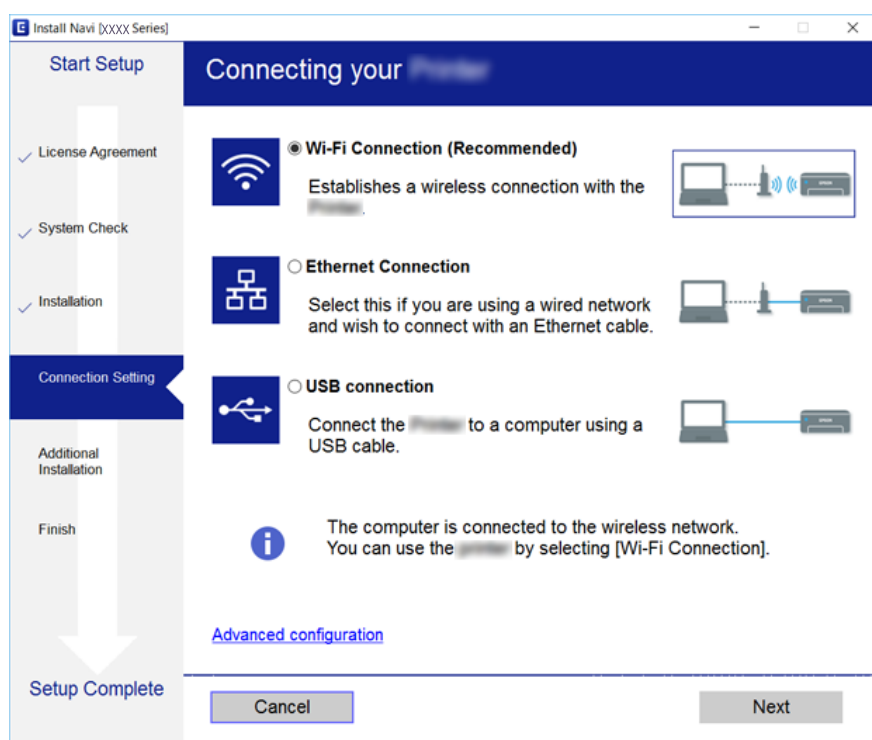 Install Navi [XXXX Series]
Start Setup
License Agreement
System Check
Installation
Connection Setting
Additional
Installation
Finish
Setup Complete
Connecting your
Wi-Fi Connection (Recommended)
Establishes a wireless connection with the
.
Ethernet Connection
Select this if you are using a wired network
and wish to connect with an Ethernet cable.
USB connection
Connect the to a computer using a
USB cable.
The computer is connected to the wireless network.
You can use the by selecting [Wi-Fi Connection].
Advanced configuration
Cancel
Next